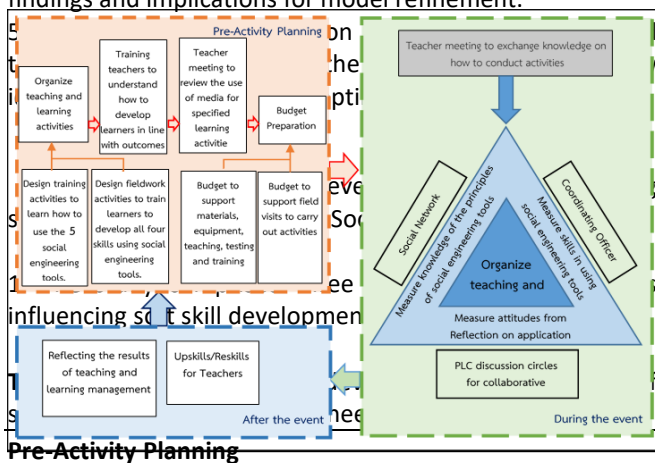 findings and implications for model refinement.
Pre-Activity Planning
Organize
teaching and
learning
activities
Training
teachers to
understand
how to
develop
learners in line
with outcomes
Teacher
meeting to
review the use
of media for
specified
learning
activitie
Budget
Preparation
Design training
activities to
learn how to
use the 5
social
engineering
tools.
Design fieldwork
activities to train
learners to
develop all four
skills using social
engineering
tools.
Budget to
support
materials,
equipment,
teaching, testing
and training
Budget to
support field
visits to carry
out activities
Teacher meeting to exchange knowledge on
how to conduct activities
Social Network
Coordinating Officer
Measure knowledge of the principles
of social engineering tools
Measure skills in using
social engineering tools
Organize
teaching and
Measure attitudes from
Reflection on application
PLC discussion circles
for collaborative
During the event
influencing soft skill development
Reflecting the results
of teaching and
learning management
Upskills/Reskills
for Teachers
After the event
Pre-Activity Planning